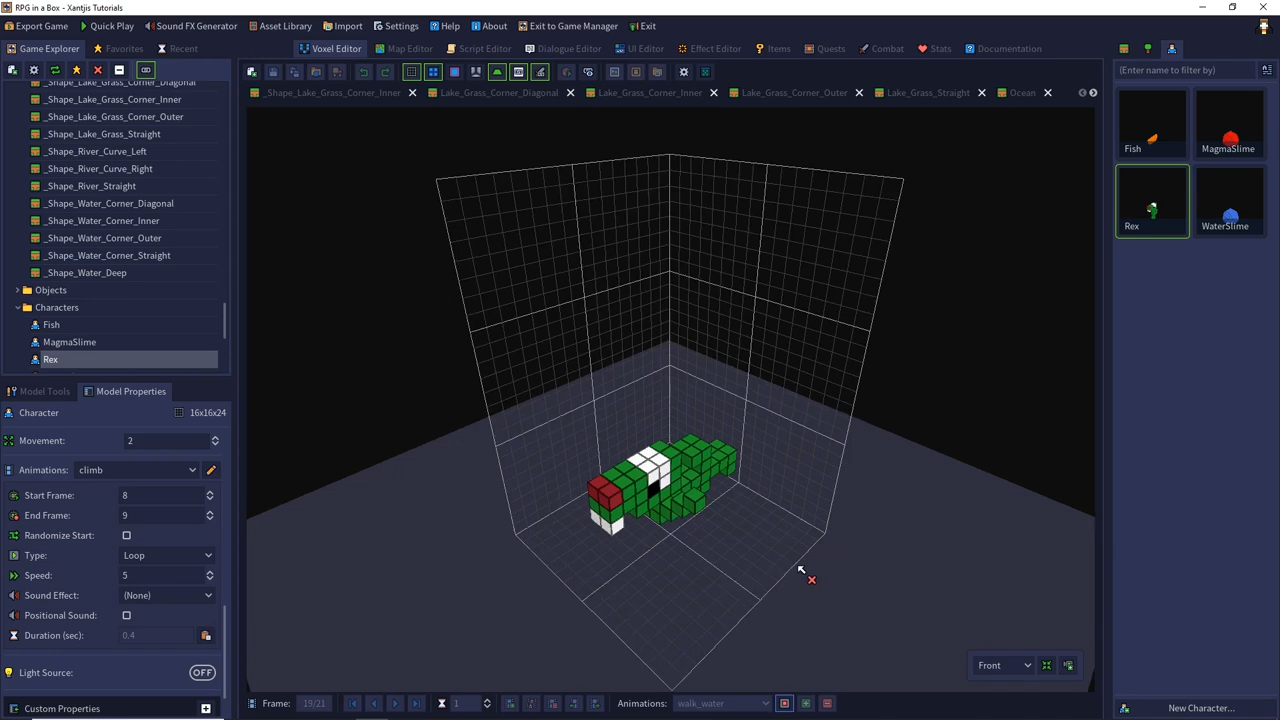 RPG in a Box - Xantjis Tutorials
Export Game Quick Play Sound FX Generator Asset Library Import Settings Help About Exit to Game Manager Exit
Game Explorer Favorites Recent Voxel Editor Map Editor Script Editor Dialogue Editor UI Editor Effect Editor Items Quests Combat Stats Documentation
(Enter name to filter by)
_Shape_Lake_Grass_Corner_Inner Lake_Grass_Corner_Diagonal Lake_Grass_Corner_Inner Lake_Grass_Corner_Outer Lake_Grass_Straight Ocean
_Shape_Lake_Grass_Corner_Diagonal
_Shape_Lake_Grass_Corner_Inner
_Shape_Lake_Grass_Corner_Outer
_Shape_Lake_Grass_Straight
_Shape_River_Curve_Left
_Shape_River_Curve_Right
_Shape_River_Straight
_Shape_Water_Corner_Diagonal
_Shape_Water_Corner_Inner
_Shape_Water_Corner_Outer
_Shape_Water_Corner_Straight
_Shape_Water_Deep
Objects
Characters
Fish
MagmaSlime
Rex
Model Tools Model Properties
Character 16x16x24
Movement: 2
Animations: climb
Start Frame: 8
End Frame: 9
Randomize Start:
Type: Loop
Speed: 5
Sound Effect: (None)
Positional Sound:
Duration (sec): 0.4
Light Source: OFF
Custom Properties
Front
Frame: 19/21 1 Animations: walk_water
Fish MagmaSlime
Rex WaterSlime
New Character...